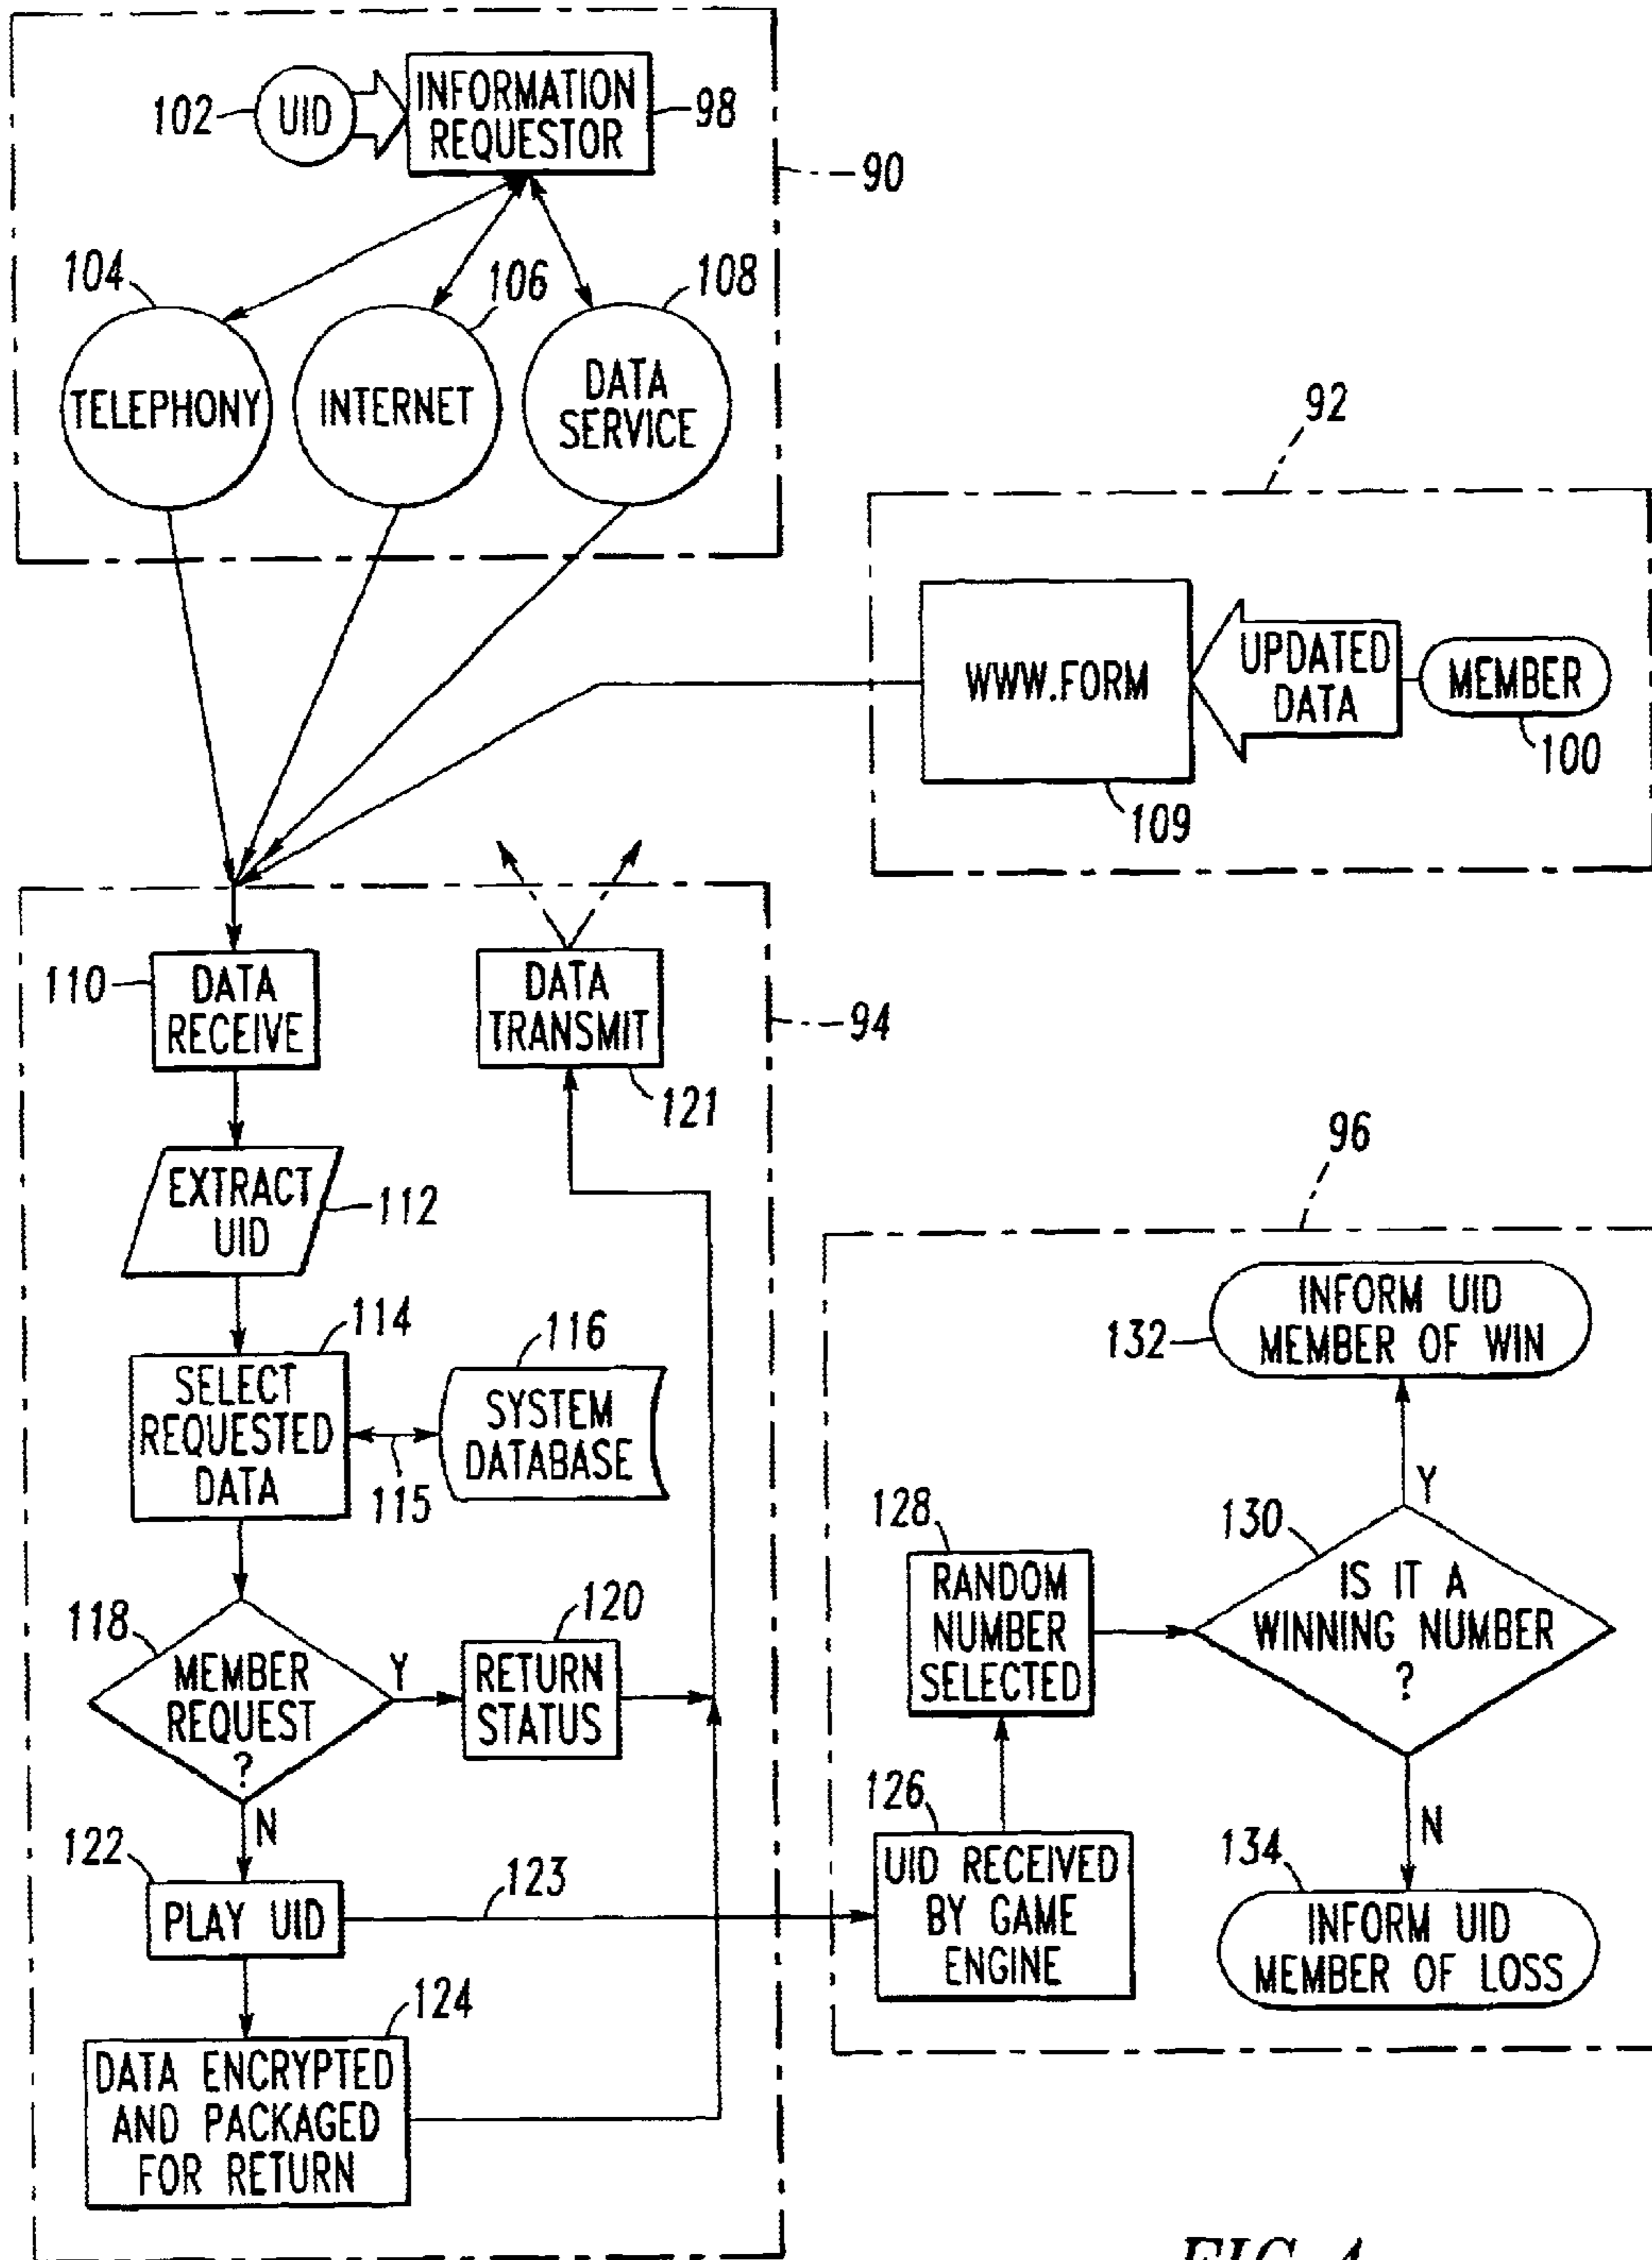 102
UID
INFORMATION
REQUESTOR
98
90
104
106
108
TELEPHONY
INTERNET
DATA
SERVICE
92
WWW.FORM
UPDATED
DATA
MEMBER
100
109
110
DATA
RECEIVE
DATA
TRANSMIT
94
121
EXTRACT
UID
112
114
116
SELECT
REQUESTED
DATA
SYSTEM
DATABASE
115
118
MEMBER
REQUEST
?
Y
120
RETURN
STATUS
N
122
PLAY UID
123
124
DATA ENCRYPTED
AND PACKAGED
FOR RETURN
96
132
INFORM UID
MEMBER OF WIN
Y
128
RANDOM
NUMBER
SELECTED
130
IS IT A
WINNING NUMBER
?
126
UID RECEIVED
BY GAME
ENGINE
N
134
INFORM UID
MEMBER OF LOSS